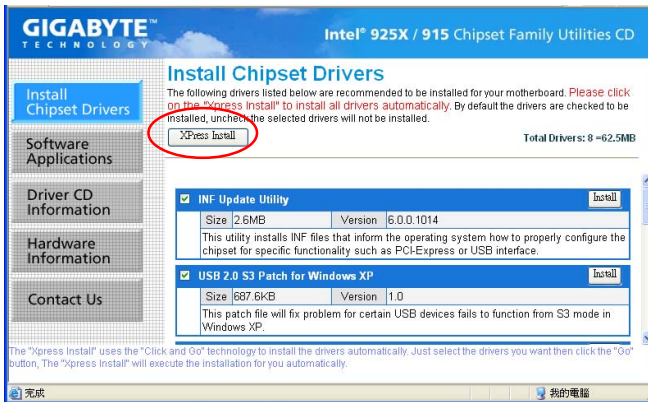 GIGABYTE™
TECHNOLOGY
Intel® 925X / 915 Chipset Family Utilities CD
Install
Chipset Drivers
Software
Applications
Driver CD
Information
Hardware
Information
Contact Us
Install Chipset Drivers
The following drivers listed below are recommended to be installed for your motherboard. Please click
on the "Xpress Install" to install all drivers automatically. By default the drivers are checked to be
installed, uncheck the selected drivers will not be installed.
XPress Install
Total Drivers: 8 =62.5MB
INF Update Utility
Install
Size 2.6MB Version 6.0.0.1014
This utility installs INF files that inform the operating system how to properly configure the
chipset for specific functionality such as PCI-Express or USB interface.
USB 2.0 S3 Patch for Windows XP
Install
Size 687.6KB Version 1.0
This patch file will fix problem for certain USB devices fails to function from S3 mode in
Windows XP.
The "Xpress Install" uses the "Click and Go" technology to install the drivers automatically. Just select the drivers you want then click the "Go"
button, The "Xpress Install" will execute the installation for you automatically.
完成
我的電腦